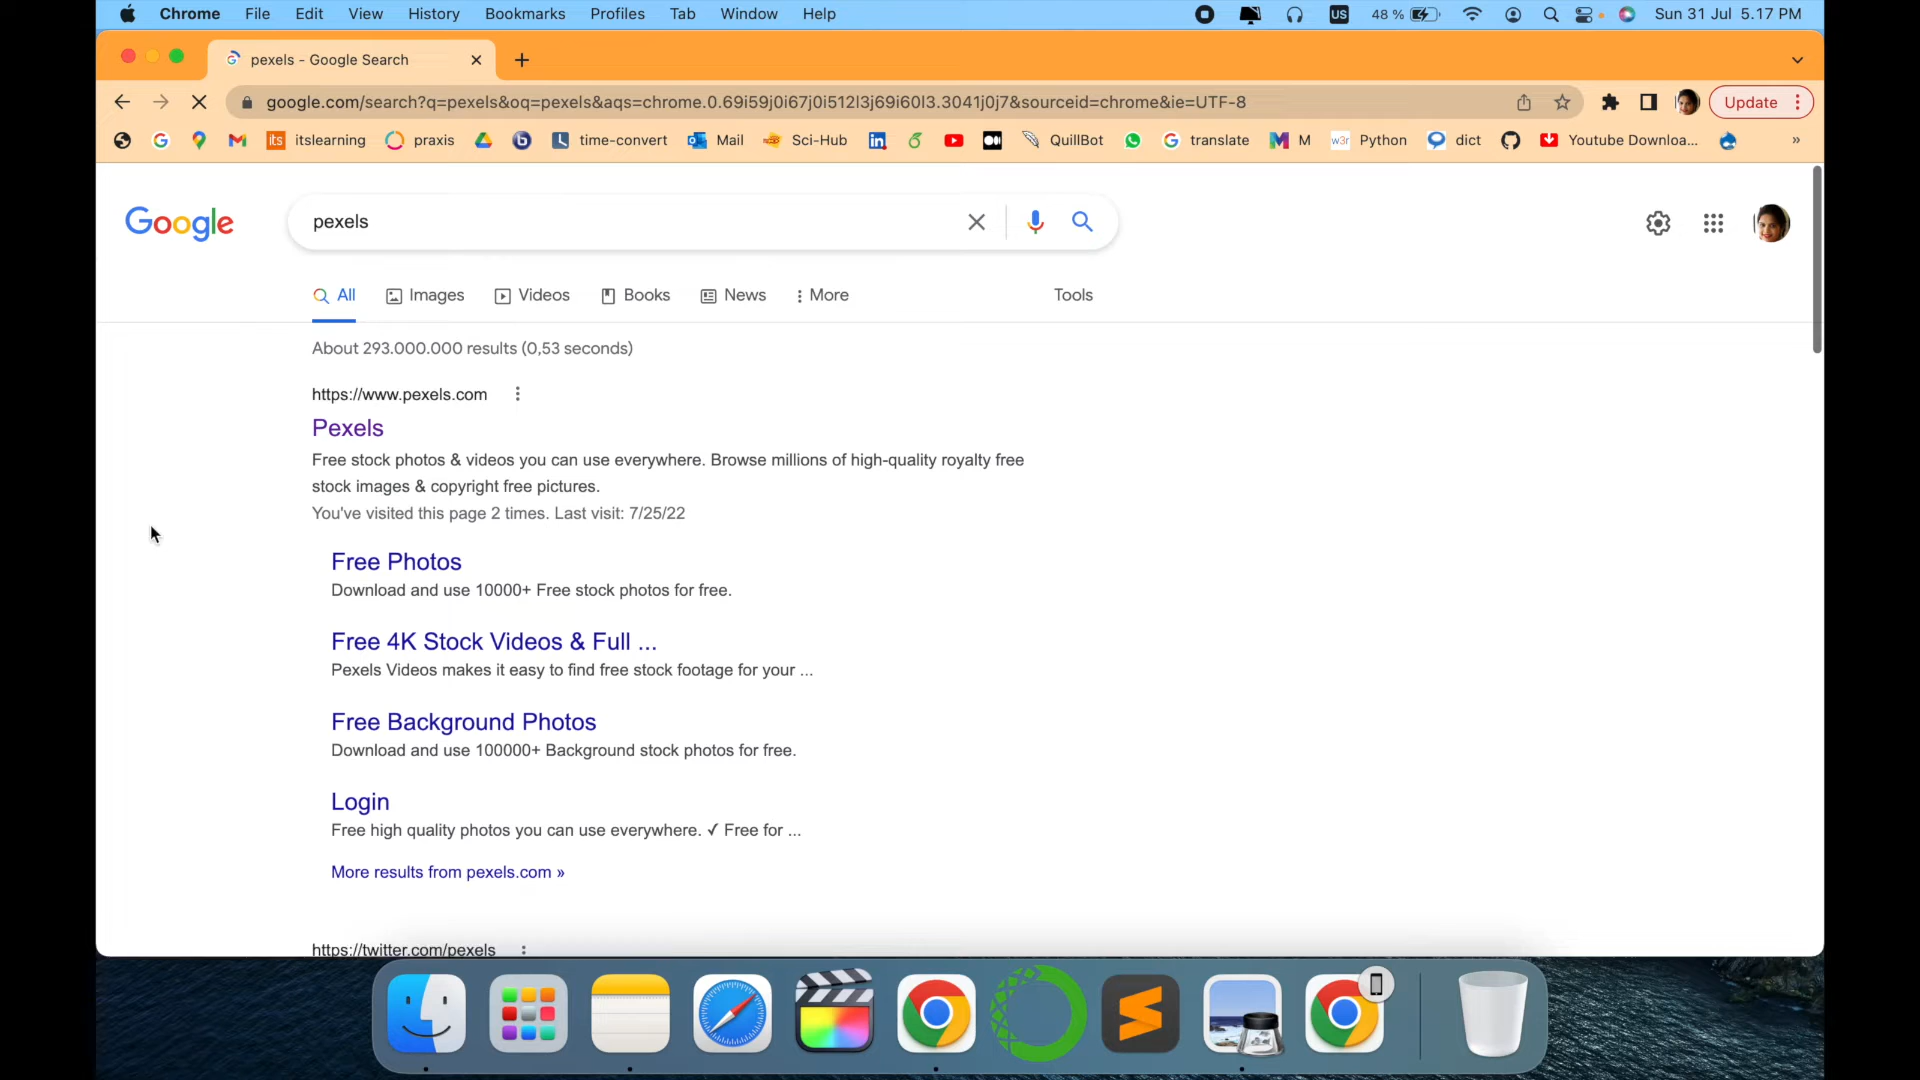 Chrome File Edit View History Bookmarks Profiles Tab Window Help US 48 % Sun 31 Jul 5.17 PM
pexels - Google Search
google.com/search?q=pexels&oq=pexels&aqs=chrome.0.69i59j0i67j0i512l3j69i60l3.3041j0j7&sourceid=chrome&ie=UTF-8 Update
its itslearning praxis b L time-convert Mail Sci-Hub in QuillBot translate M M w3r Python dict Youtube Downloa... »
Google pexels
All Images Videos Books News More Tools
About 293.000.000 results (0,53 seconds)
https://www.pexels.com
Pexels
Free stock photos & videos you can use everywhere. Browse millions of high-quality royalty free
stock images & copyright free pictures.
You've visited this page 2 times. Last visit: 7/25/22
Free Photos
Download and use 10000+ Free stock photos for free.
Free 4K Stock Videos & Full ...
Pexels Videos makes it easy to find free stock footage for your ...
Free Background Photos
Download and use 100000+ Background stock photos for free.
Login
Free high quality photos you can use everywhere. ✓ Free for ...
More results from pexels.com »
https://twitter.com/pexels